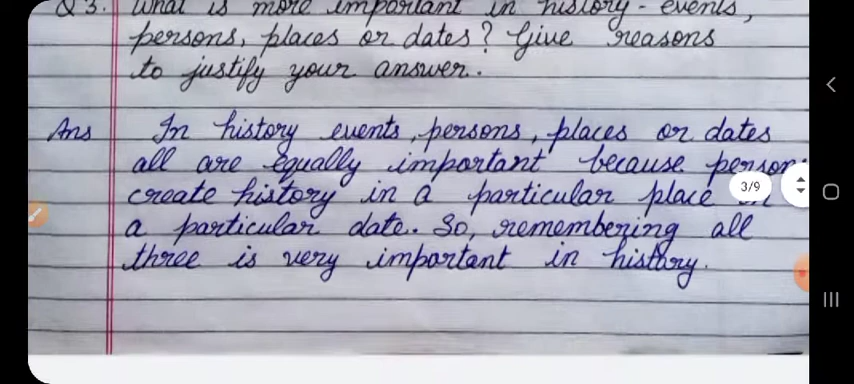 Q3. What is more important in history - events,
persons, places or dates? Give reasons
to justify your answer.
Ans In history events, persons, places or dates
all are equally important because person
create history in a particular place
a particular date. So, remembering all
three is very important in history.
3/9